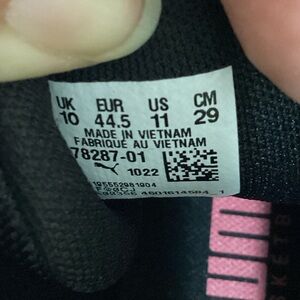 UK EUR US CM
10 44.5 11 29
MADE IN VIETNAM
FABRIQUÉ AU VIETNAM
78287-01
1022